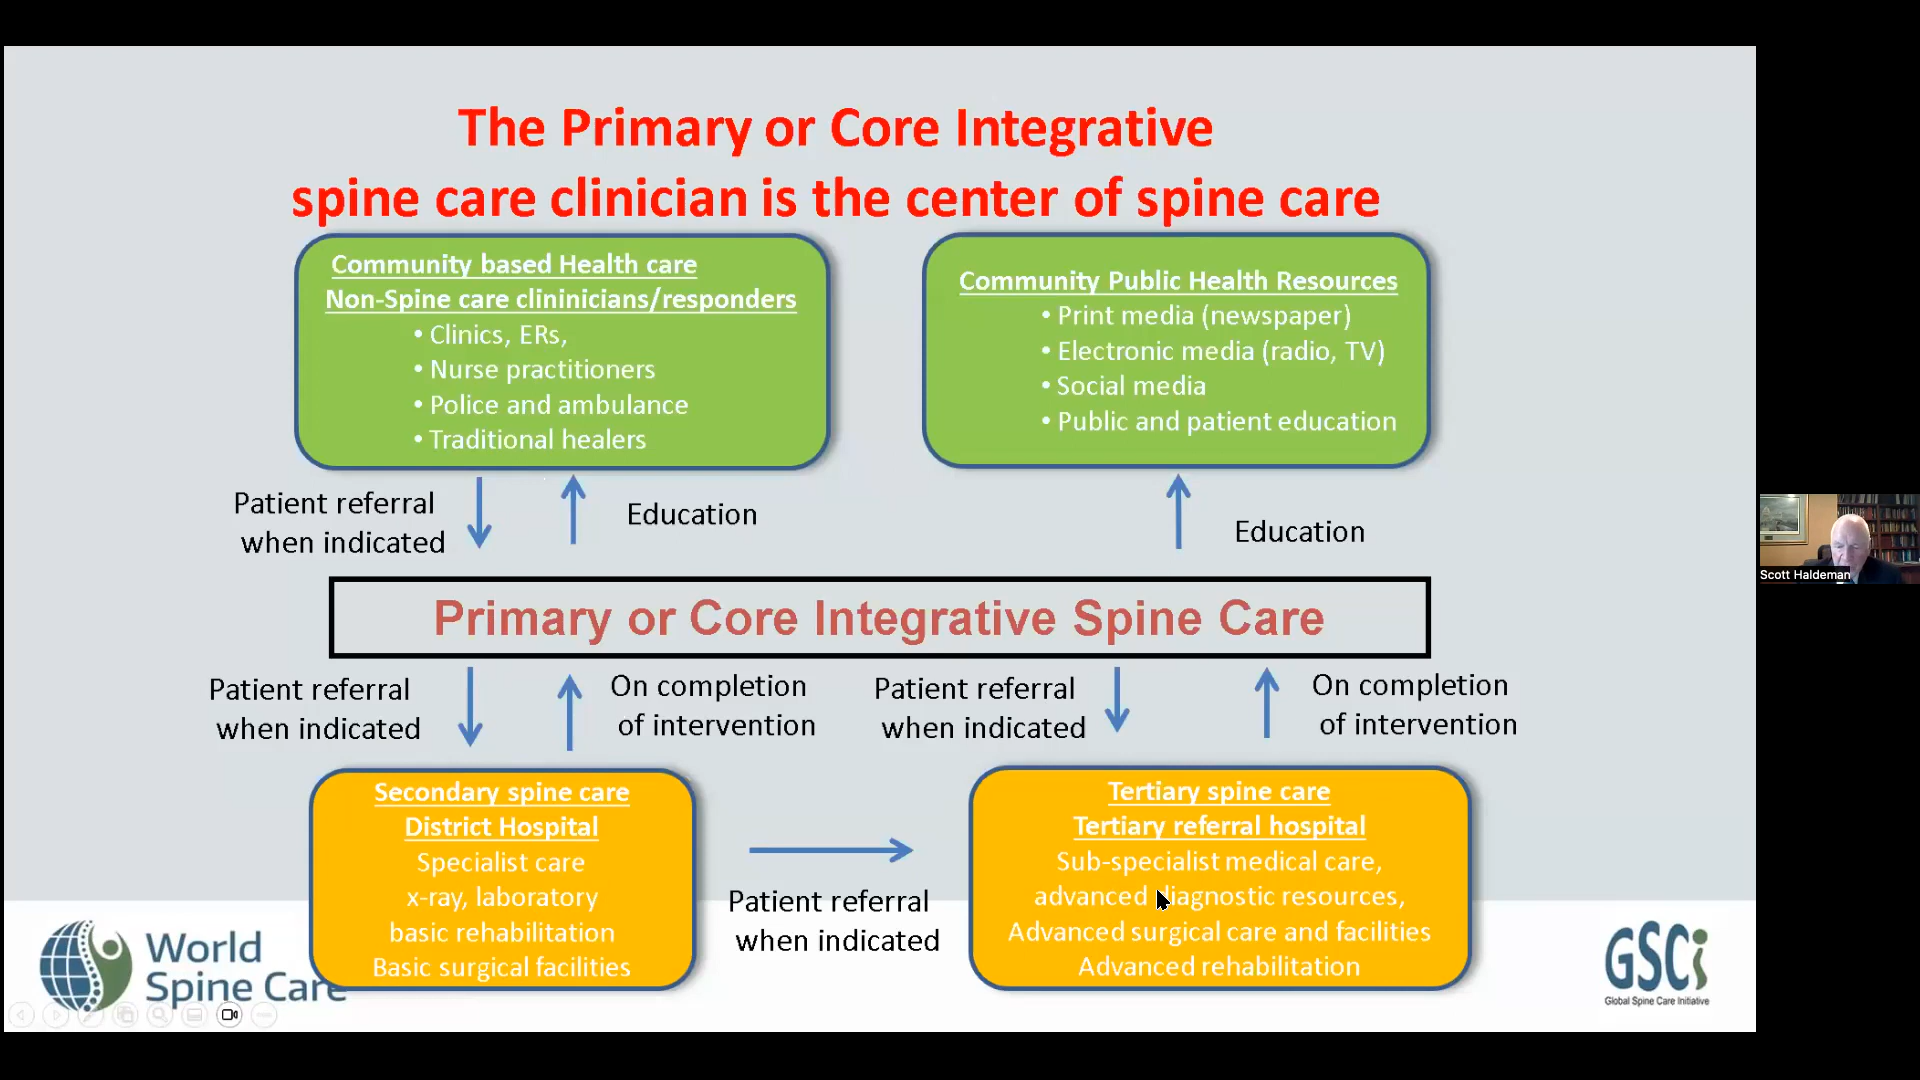 The Primary or Core Integrative
spine care clinician is the center of spine care
Community based Health care
Non-Spine care clininicians/responders
• Clinics, ERs,
• Nurse practitioners
• Police and ambulance
• Traditional healers
Community Public Health Resources
• Print media (newspaper)
• Electronic media (radio, TV)
• Social media
• Public and patient education
Patient referral
when indicated
Education
Education
Primary or Core Integrative Spine Care
Patient referral
when indicated
On completion
of intervention
Patient referral
when indicated
On completion
of intervention
Secondary spine care
District Hospital
Specialist care
x-ray, laboratory
basic rehabilitation
Basic surgical facilities
Patient referral
when indicated
Tertiary spine care
Tertiary referral hospital
Sub-specialist medical care,
advanced diagnostic resources,
Advanced surgical care and facilities
Advanced rehabilitation
World
Spine Care
GSCi
Global Spine Care Initiative
Scott Haldeman